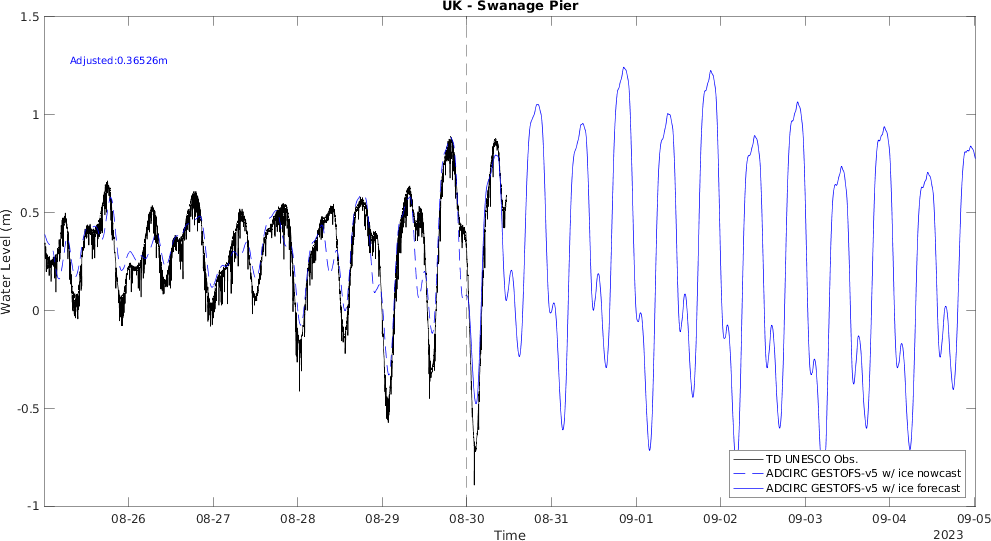 UK - Swanage Pier
1.5
1
0.5
0
-0.5
-1
Water Level (m)
Adjusted:0.36526m
TD UNESCO Obs.
ADCIRC GESTOFS-v5 w/ ice nowcast
ADCIRC GESTOFS-v5 w/ ice forecast
08-26 08-27 08-28 08-29 08-30 08-31 09-01 09-02 09-03 09-04 09-05
Time
2023